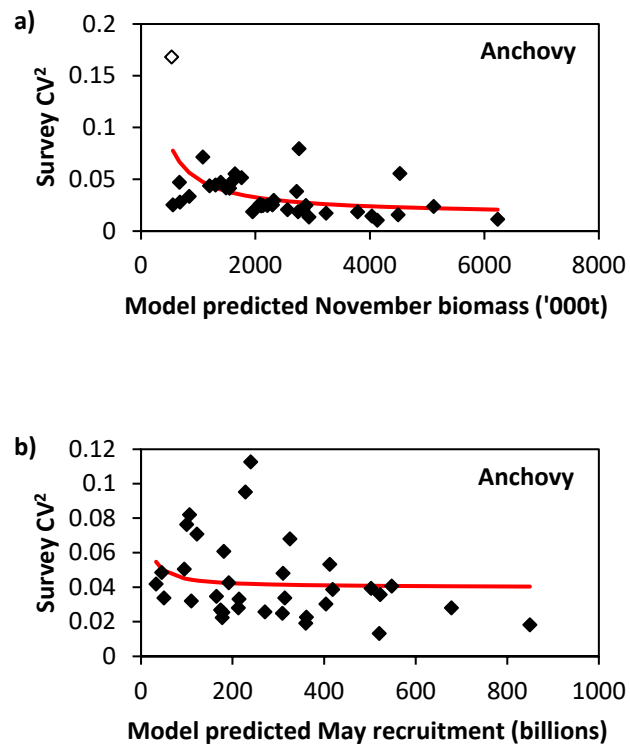 a)
Anchovy
Survey CV²
0.2
0.15
0.1
0.05
0
0 2000 4000 6000 8000
Model predicted November biomass ('000t)
b)
Anchovy
Survey CV²
0.12
0.1
0.08
0.06
0.04
0.02
0
0 200 400 600 800 1000
Model predicted May recruitment (billions)